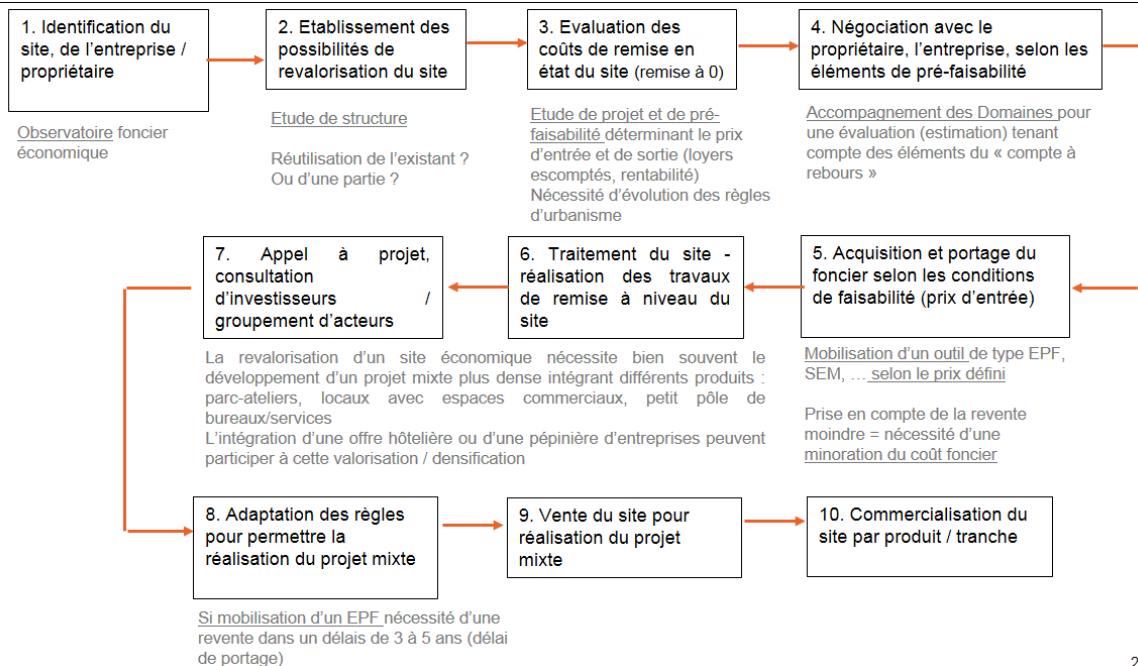 1. Identification du
site, de l'entreprise /
propriétaire
Observatoire foncier
économique
2. Etablissement des
possibilités de
revalorisation du site
Etude de structure
Réutilisation de l'existant ?
Ou d'une partie ?
3. Evaluation des
coûts de remise en
état du site (remise à 0)
Etude de projet et de pré-
faisabilité déterminant le prix
d'entrée et de sortie (loyers
escomptés, rentabilité)
Nécessité d'évolution des règles
d'urbanisme
4. Négociation avec le
propriétaire, l'entreprise, selon les
éléments de pré-faisabilité
Accompagnement des Domaines pour
une évaluation (estimation) tenant
compte des éléments du « compte à
rebours »
5. Acquisition et portage du
foncier selon les conditions
de faisabilité (prix d'entrée)
Mobilisation d'un outil de type EPF,
SEM, … selon le prix défini
Prise en compte de la revente
moindre = nécessité d'une
minoration du coût foncier
6. Traitement du site -
réalisation des travaux
de remise à niveau du
site
7. Appel à projet,
consultation
d'investisseurs /
groupement d'acteurs
La revalorisation d'un site économique nécessite bien souvent le
développement d'un projet mixte plus dense intégrant différents produits :
parc-ateliers, locaux avec espaces commerciaux, petit pôle de
bureaux/services
L'intégration d'une offre hôtelière ou d'une pépinière d'entreprises peuvent
participer à cette valorisation / densification
8. Adaptation des règles
pour permettre la
réalisation du projet mixte
Si mobilisation d'un EPF nécessité d'une
revente dans un délais de 3 à 5 ans (délai
de portage)
9. Vente du site pour
réalisation du projet
mixte
10. Commercialisation du
site par produit / tranche
2